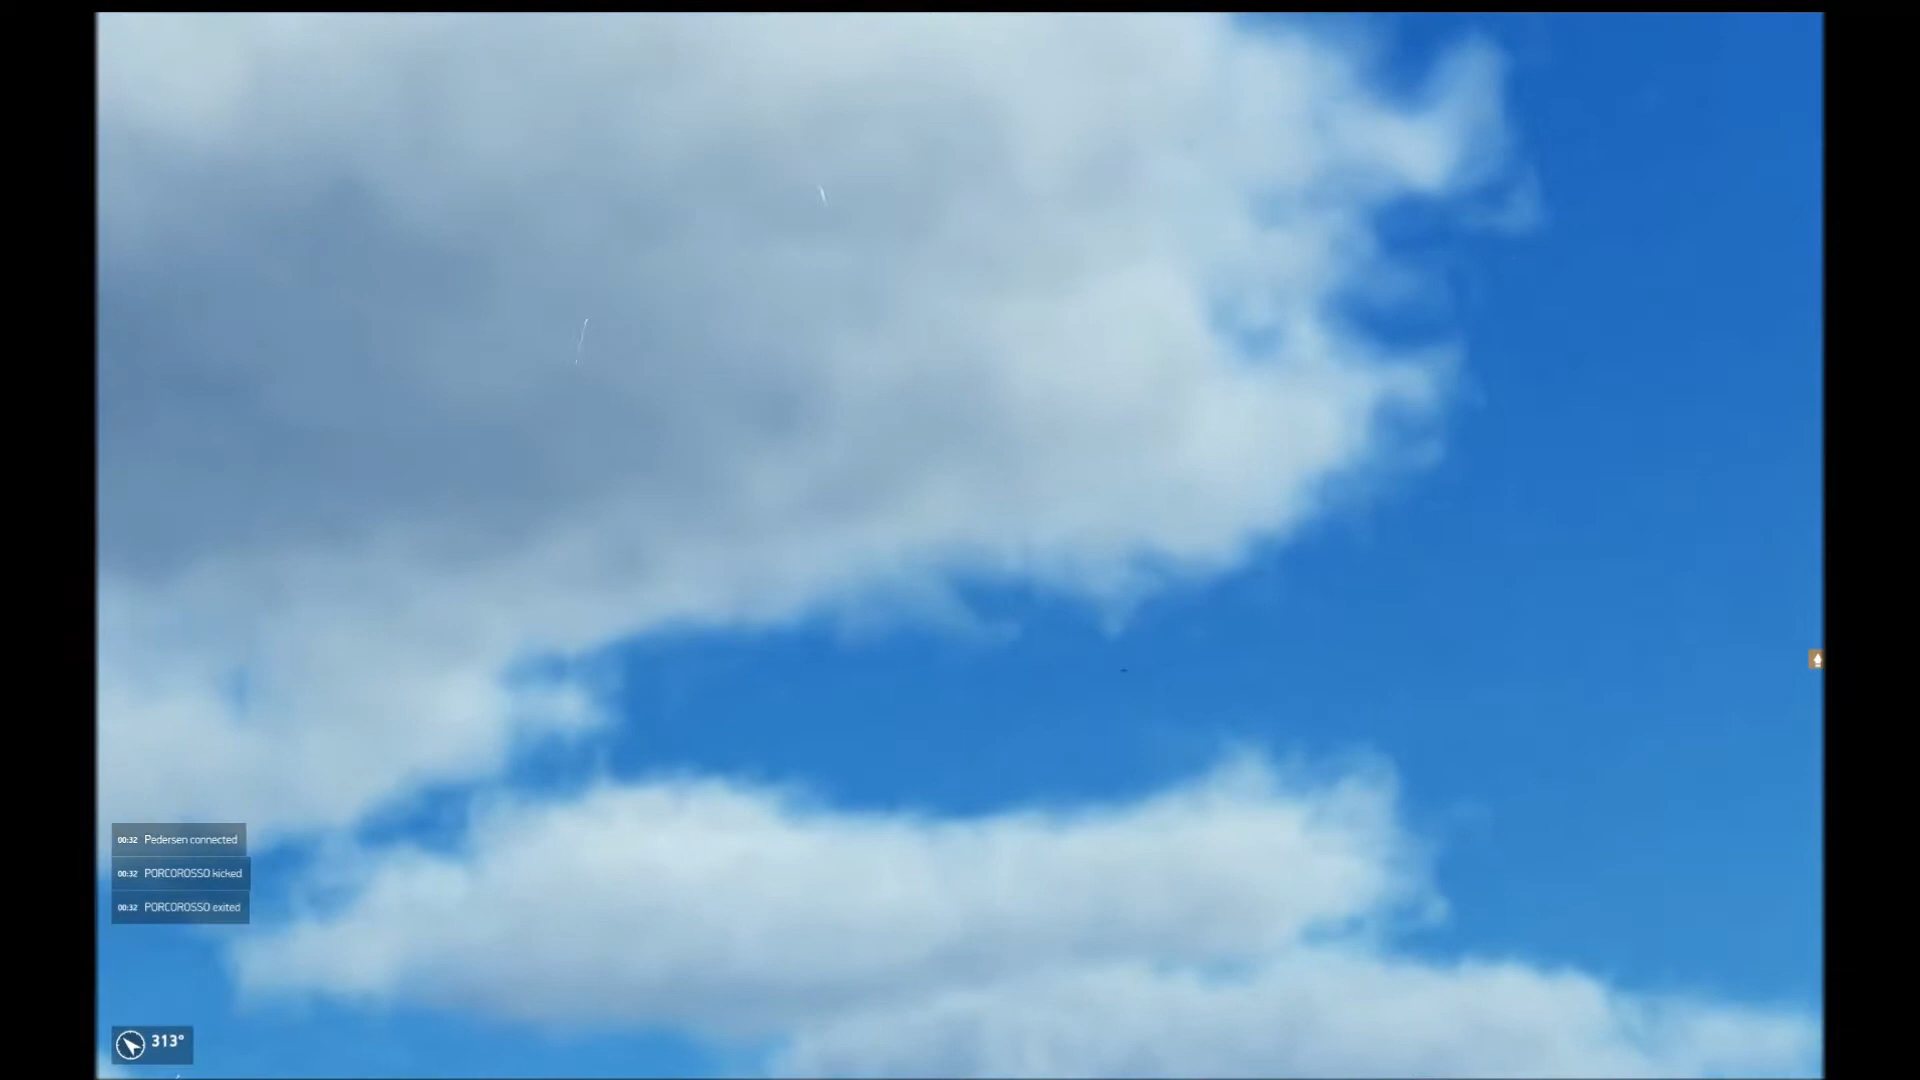 00:32 Pedersen connected
00:32 PORCOROSSO kicked
00:32 PORCOROSSO exited
313°